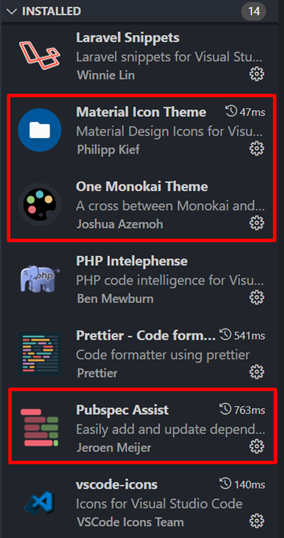 INSTALLED 14
Laravel Snippets
Laravel snippets for Visual Stu...
Winnie Lin
Material Icon Theme 47ms
Material Design Icons for Visu...
Philipp Kief
One Monokai Theme
A cross between Monokai and...
Joshua Azemoh
php
PHP Intelephense
PHP code intelligence for Visu...
Ben Mewburn
Prettier - Code form... 541ms
Code formatter using prettier
Prettier
Pubspec Assist 763ms
Easily add and update depend...
Jeroen Meijer
vscode-icons 140ms
Icons for Visual Studio Code
VSCode Icons Team